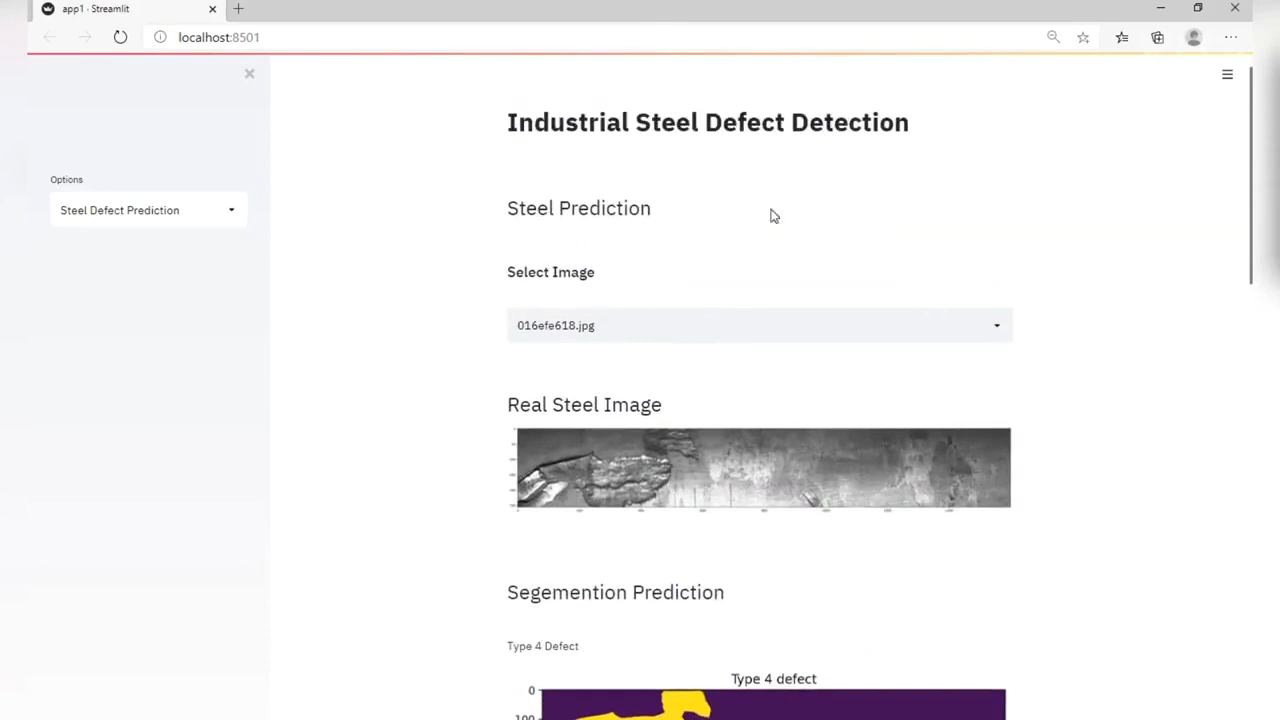 app1 · Streamlit
localhost:8501
Options
Steel Defect Prediction
Industrial Steel Defect Detection
Steel Prediction
Select Image
016efe618.jpg
Real Steel Image
Segemention Prediction
Type 4 Defect
Type 4 defect
0
100